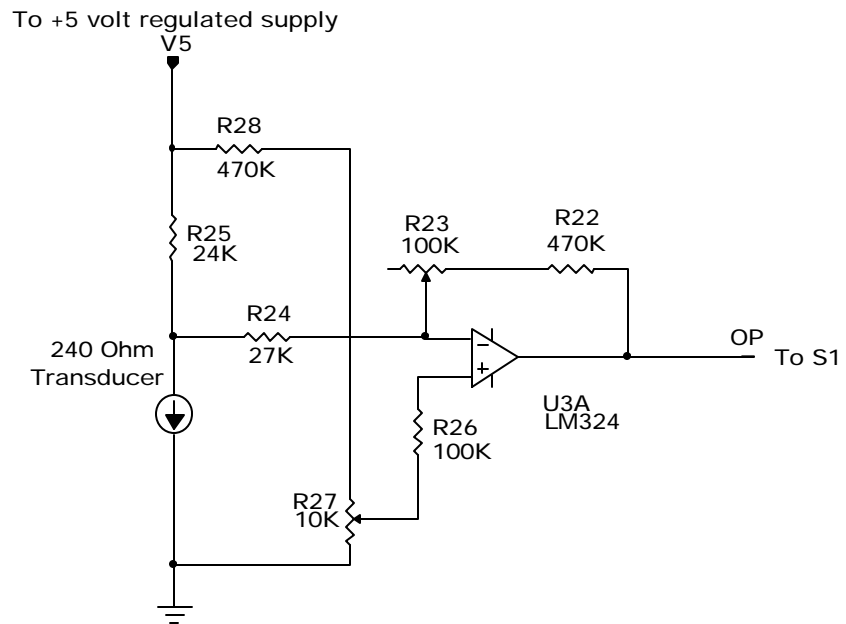 To +5 volt regulated supply
V5
R28
470K
R25
24K
R23
100K
R22
470K
R24
27K
240 Ohm
Transducer
−
+
OP
To S1
U3A
LM324
R26
100K
R27
10K